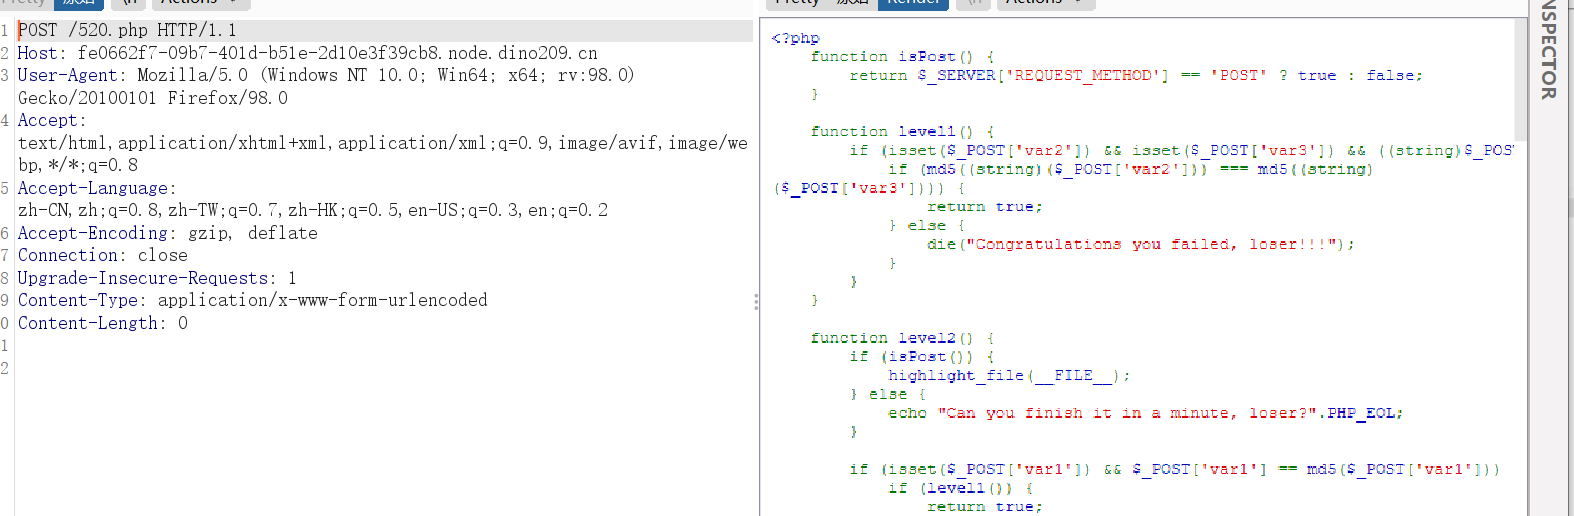 Pretty 原始 \n Actions
1 POST /520.php HTTP/1.1
2 Host: fe0662f7-09b7-401d-b51e-2d10e3f39cb8.node.dino209.cn
3 User-Agent: Mozilla/5.0 (Windows NT 10.0; Win64; x64; rv:98.0)
Gecko/20100101 Firefox/98.0
4 Accept:
text/html,application/xhtml+xml,application/xml;q=0.9,image/avif,image/we
bp,*/*;q=0.8
5 Accept-Language:
zh-CN,zh;q=0.8,zh-TW;q=0.7,zh-HK;q=0.5,en-US;q=0.3,en;q=0.2
6 Accept-Encoding: gzip, deflate
7 Connection: close
8 Upgrade-Insecure-Requests: 1
9 Content-Type: application/x-www-form-urlencoded
0 Content-Length: 0
1
2
Pretty 原始 Render \n Actions
<?php
function isPost() {
return $_SERVER['REQUEST_METHOD'] == 'POST' ? true : false;
}
function level1() {
if (isset($_POST['var2']) && isset($_POST['var3']) && ((string)$_POS
if (md5((string)($_POST['var2'])) === md5((string)
($_POST['var3']))) {
return true;
} else {
die("Congratulations you failed, loser!!!");
}
}
}
function level2() {
if (isPost()) {
highlight_file(__FILE__);
} else {
echo "Can you finish it in a minute, loser?".PHP_EOL;
}
if (isset($_POST['var1']) && $_POST['var1'] == md5($_POST['var1']))
if (level1()) {
return true;
NSPECTOR